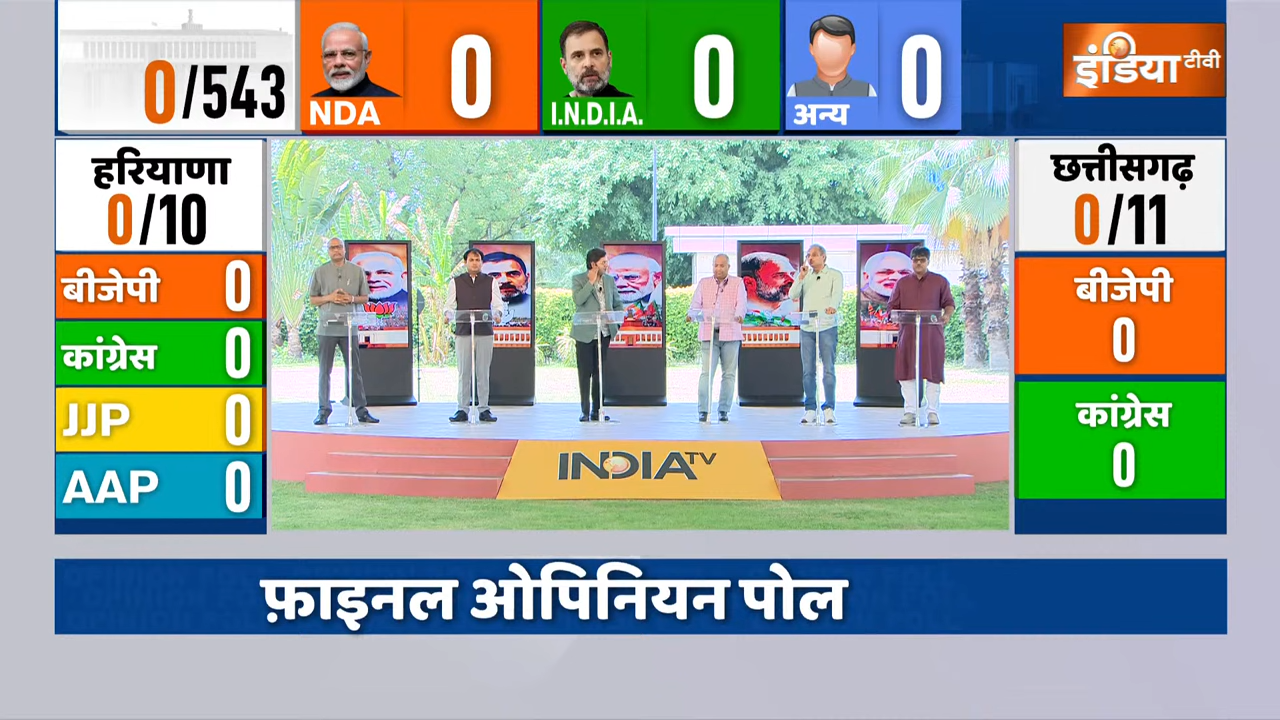 0/543
NDA
0
I.N.D.I.A.
0
अन्य
0
इंडिया टीवी
हरियाणा
0/10
बीजेपी 0
कांग्रेस 0
JJP 0
AAP 0
छत्तीसगढ़
0/11
बीजेपी
0
कांग्रेस
0
INDIA TV
फ़ाइनल ओपिनियन पोल